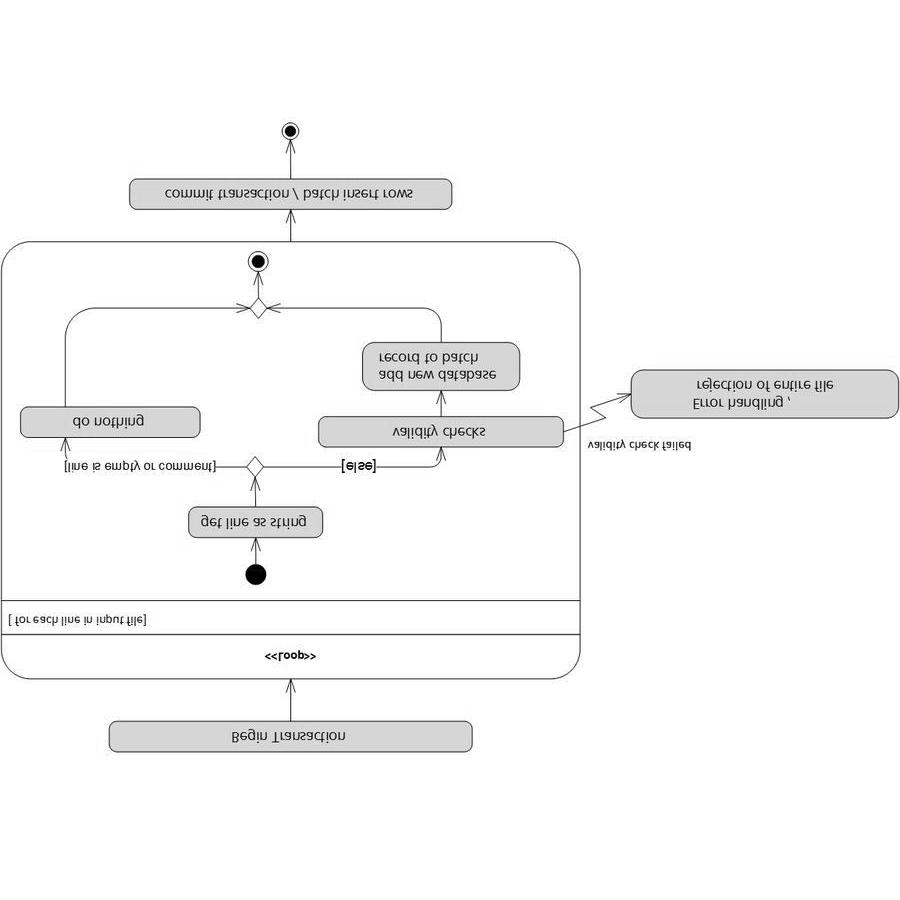 Begin Transaction
<<Loop>>
[ for each line in input file]
get line as string
[line is empty or comment]
[else]
do nothing
validity checks
validity check failed
Error handling ,
rejection of entire file
add new database
record to batch
commit transaction / batch insert rows